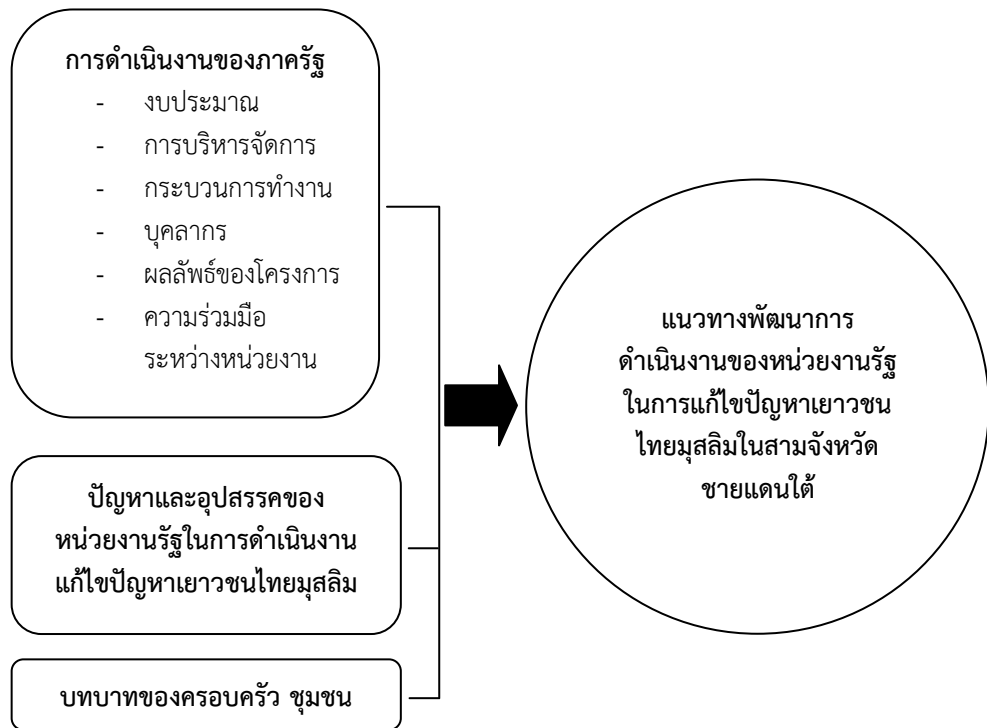 การดำเนินงานของภาครัฐ
- งบประมาณ
- การบริหารจัดการ
- กระบวนการทำงาน
- บุคลากร
- ผลลัพธ์ของโครงการ
- ความร่วมมือ
ระหว่างหน่วยงาน
ปัญหาและอุปสรรคของ
หน่วยงานรัฐในการดำเนินงาน
แก้ไขปัญหาเยาวชนไทยมุสลิม
บทบาทของครอบครัว ชุมชน
แนวทางพัฒนาการ
ดำเนินงานของหน่วยงานรัฐ
ในการแก้ไขปัญหาเยาวชน
ไทยมุสลิมในสามจังหวัด
ชายแดนใต้